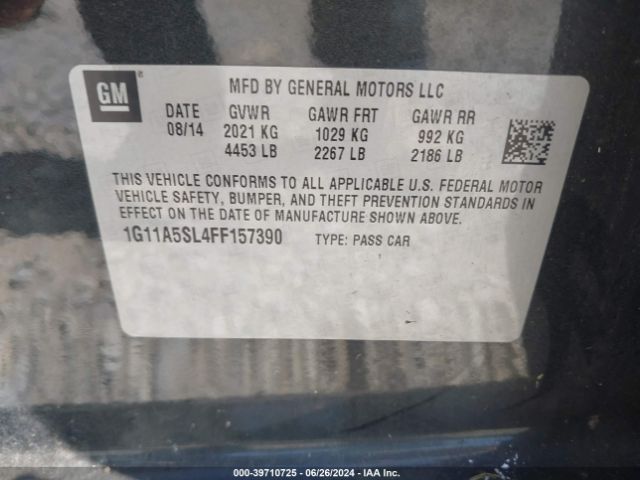 GM ®
MFD BY GENERAL MOTORS LLC
DATE GVWR GAWR FRT GAWR RR
08/14 2021 KG 1029 KG 992 KG
4453 LB 2267 LB 2186 LB
THIS VEHICLE CONFORMS TO ALL APPLICABLE U.S. FEDERAL MOTOR
VEHICLE SAFETY, BUMPER, AND THEFT PREVENTION STANDARDS IN
EFFECT ON THE DATE OF MANUFACTURE SHOWN ABOVE.
1G11A5SL4FF157390 TYPE: PASS CAR
000-39710725 - 06/26/2024 - IAA Inc.